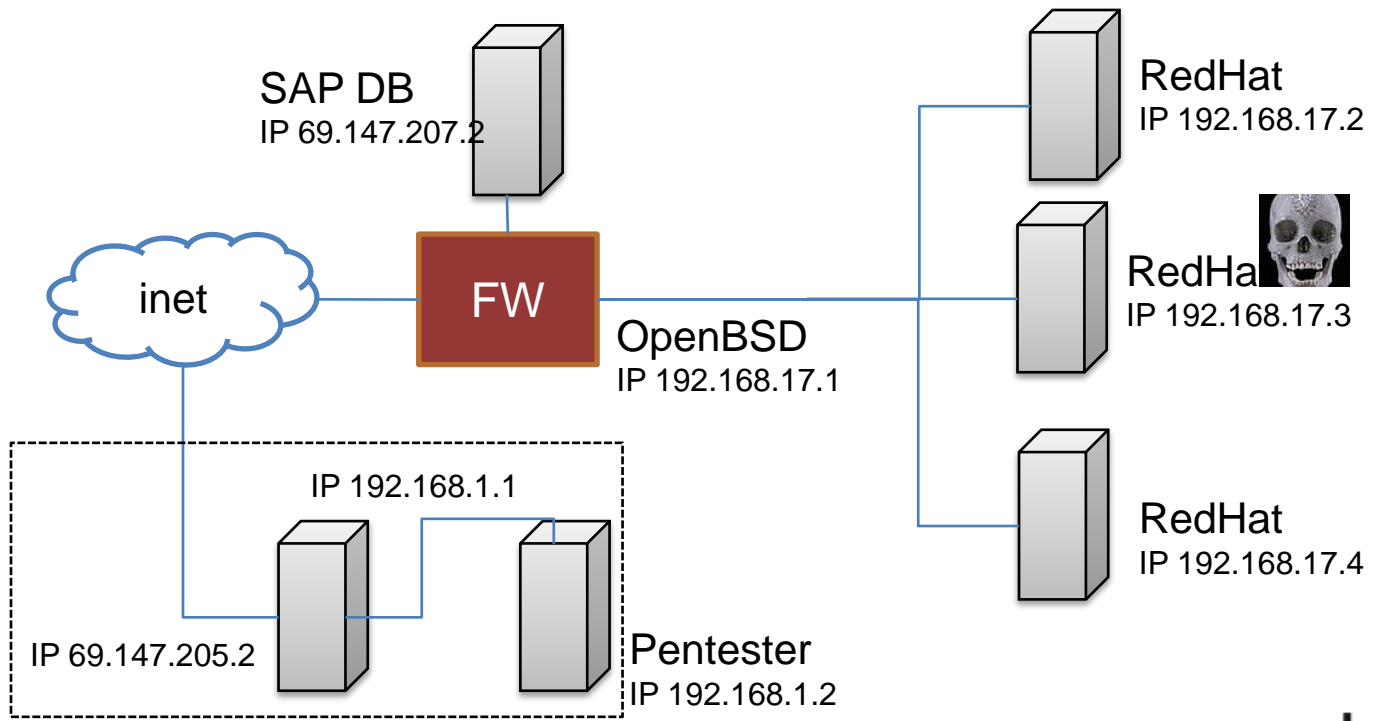 SAP DB
IP 69.147.207.2
RedHat
IP 192.168.17.2
inet
FW
OpenBSD
IP 192.168.17.1
RedHa
IP 192.168.17.3
IP 192.168.1.1
RedHat
IP 192.168.17.4
IP 69.147.205.2
Pentester
IP 192.168.1.2